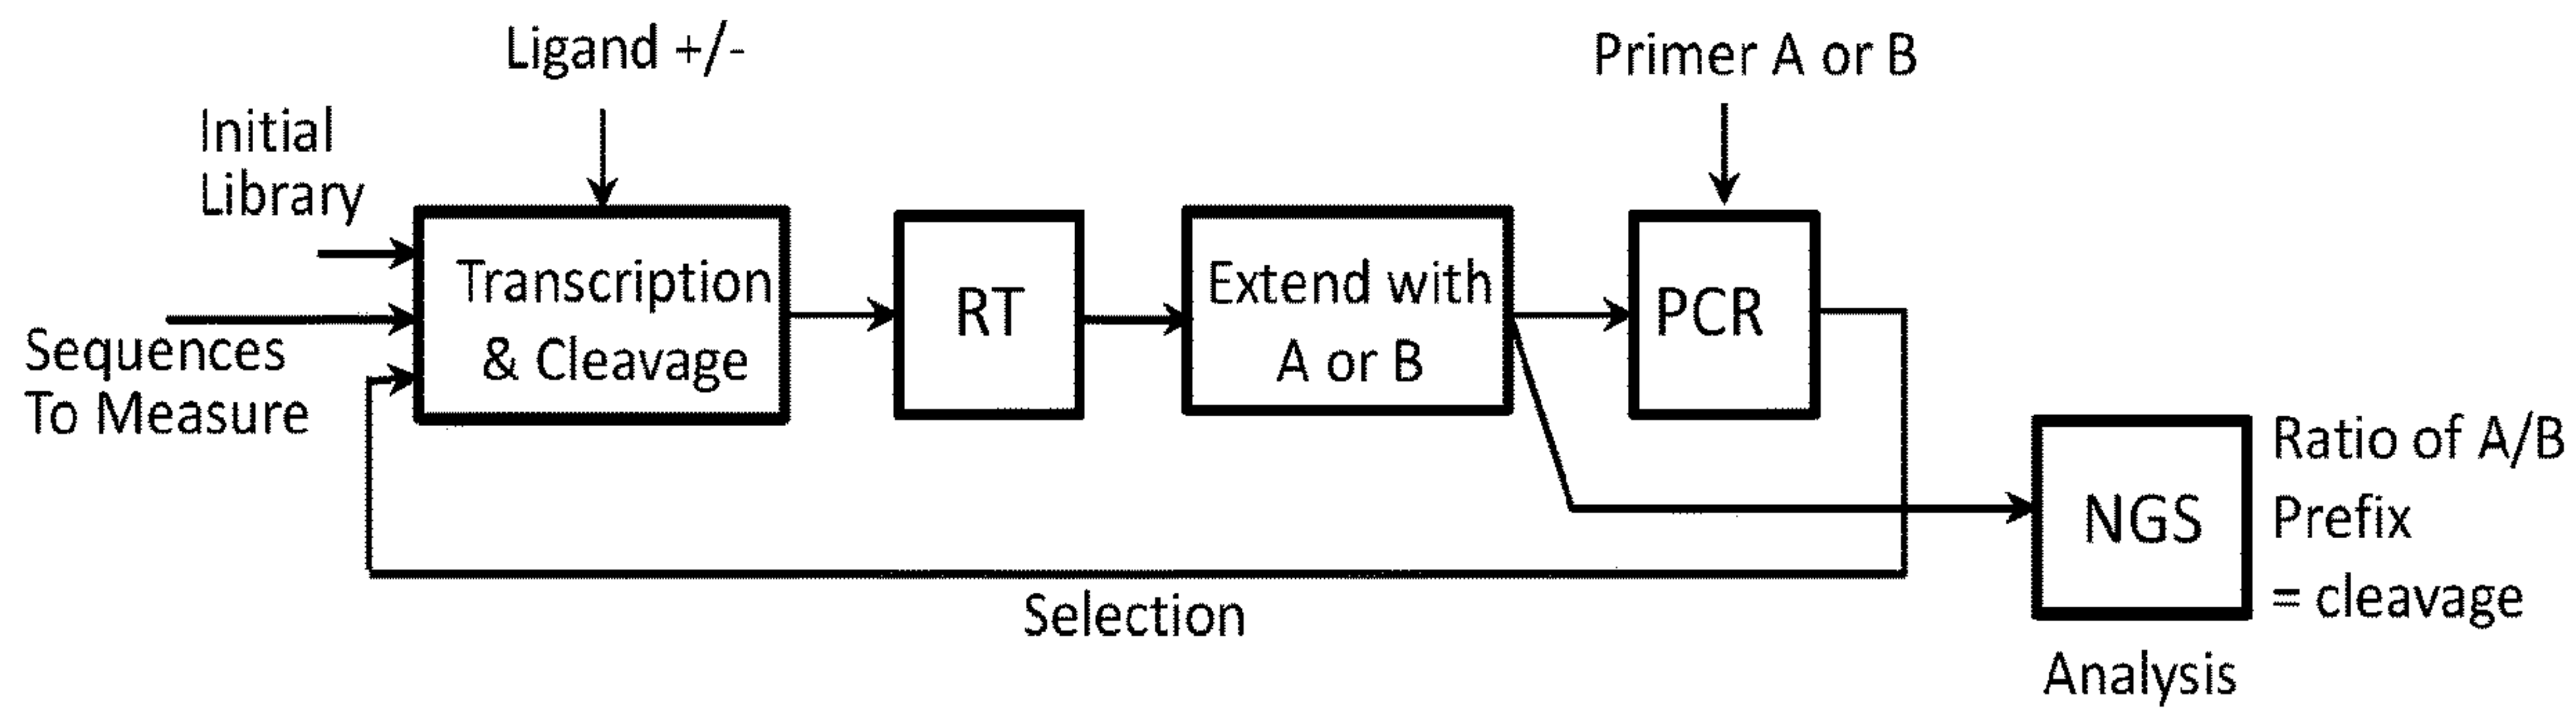 Ligand +/-
Primer A or B
Initial
Library
Transcription
& Cleavage
RT
Extend with
A or B
PCR
Sequences
To Measure
Selection
NGS
Ratio of A/B
Prefix
= cleavage
Analysis